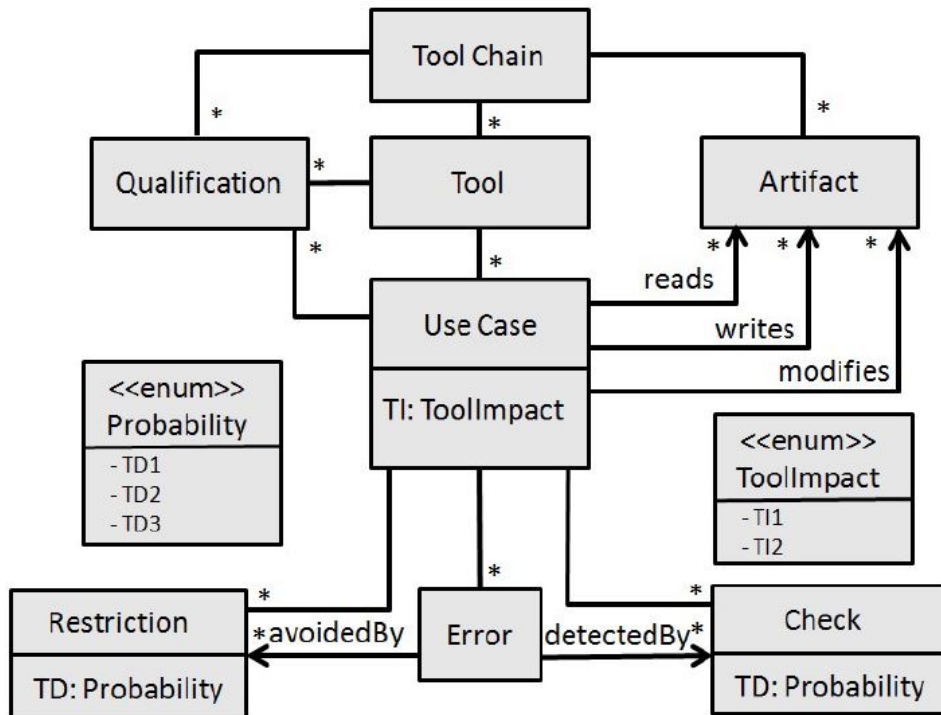 Tool Chain
*
*
*
Qualification
*
Tool
Artifact
*
*
*
*
*
reads
Use Case
writes
modifies
TI: ToolImpact
<<enum>>
Probability
- TD1
- TD2
- TD3
<<enum>>
ToolImpact
- TI1
- TI2
*
*
*
Restriction
*avoidedBy
Error
detectedBy*
Check
TD: Probability
TD: Probability